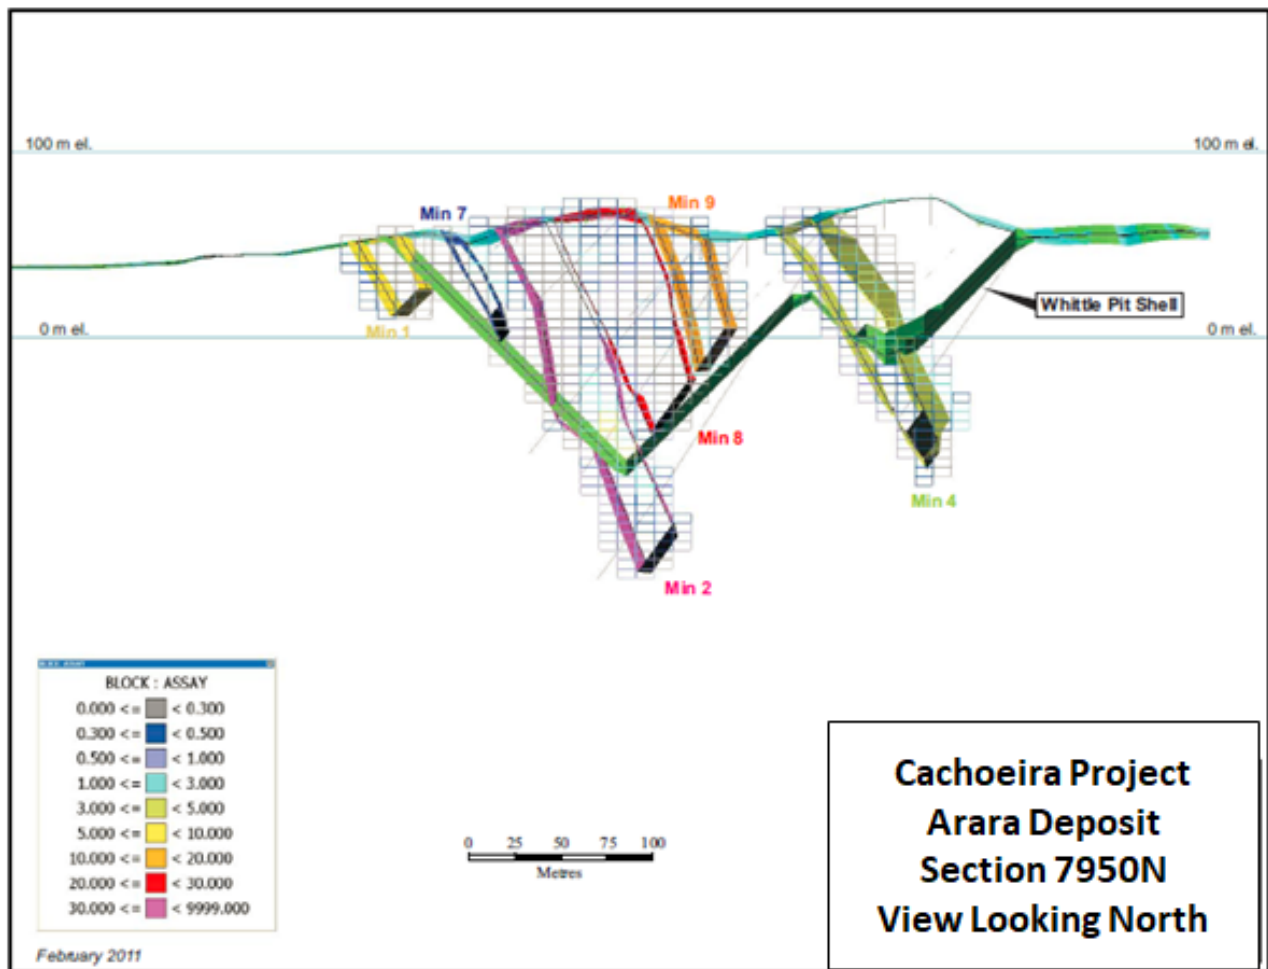 100 m el.
100 m el.
Min 7
Min 9
Whittle Pit Shell
Min 1
0 m el.
0 m el.
Min 8
Min 4
Min 2
BLOCK : ASSAY
0.000 <= < 0.300
0.300 <= < 0.500
0.500 <= < 1.000
1.000 <= < 3.000
3.000 <= < 5.000
5.000 <= < 10.000
10.000 <= < 20.000
20.000 <= < 30.000
30.000 <= < 9999.000
0 25 50 75 100
Metres
Cachoeira Project
Arara Deposit
Section 7950N
View Looking North
February 2011